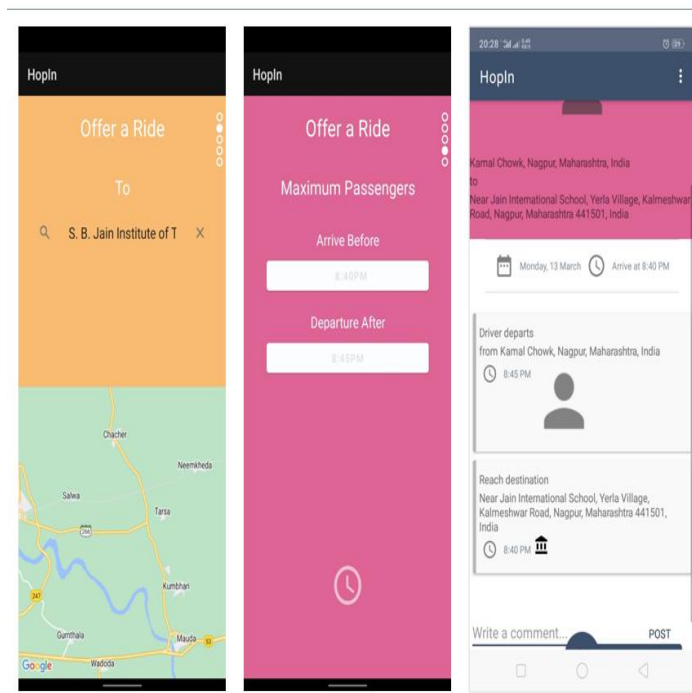 HopIn
Offer a Ride
To
S. B. Jain Institute of T
Chacher
Neemkheda
Salwa
Tarsa
Kumbhari
247
Gumthala
Mauda
53
Google
Wadoda
HopIn
Offer a Ride
Maximum Passengers
Arrive Before
8:40PM
Departure After
8:45PM
20:28
HopIn
Kamal Chowk, Nagpur, Maharashtra, India
to
Near Jain International School, Yerla Village, Kalmeshwar
Road, Nagpur, Maharashtra 441501, India
Monday, 13 March
Arrive at 8:40 PM
Driver departs
from Kamal Chowk, Nagpur, Maharashtra, India
8:45 PM
Reach destination
Near Jain International School, Yerla Village,
Kalmeshwar Road, Nagpur, Maharashtra 441501,
India
8:40 PM
Write a comment...
POST